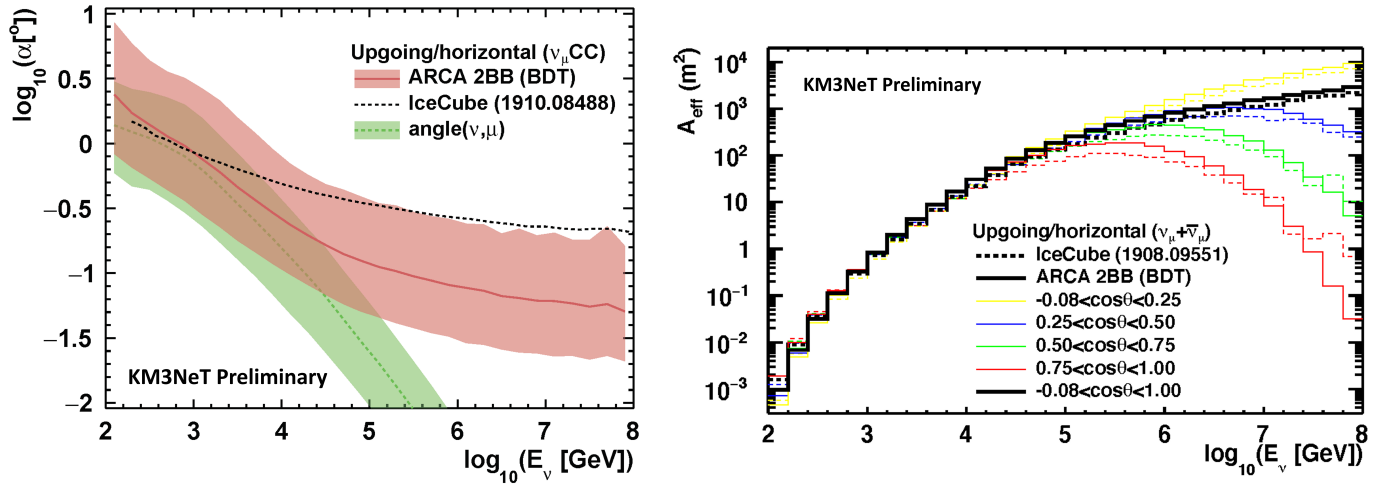 log₁₀(α[°])
1
0.5
0
−0.5
−1
−1.5
−2
Upgoing/horizontal (νμCC)
ARCA 2BB (BDT)
IceCube (1910.08488)
angle(ν,μ)
KM3NeT Preliminary
2 3 4 5 6 7 8
log₁₀(Eν [GeV])
A_eff (m²)
10⁴
10³
10²
10
1
10⁻¹
10⁻²
10⁻³
KM3NeT Preliminary
Upgoing/horizontal (νμ+ν̄μ)
IceCube (1908.09551)
ARCA 2BB (BDT)
-0.08<cosθ<0.25
0.25<cosθ<0.50
0.50<cosθ<0.75
0.75<cosθ<1.00
-0.08<cosθ<1.00
2 3 4 5 6 7 8
log₁₀(Eν [GeV])